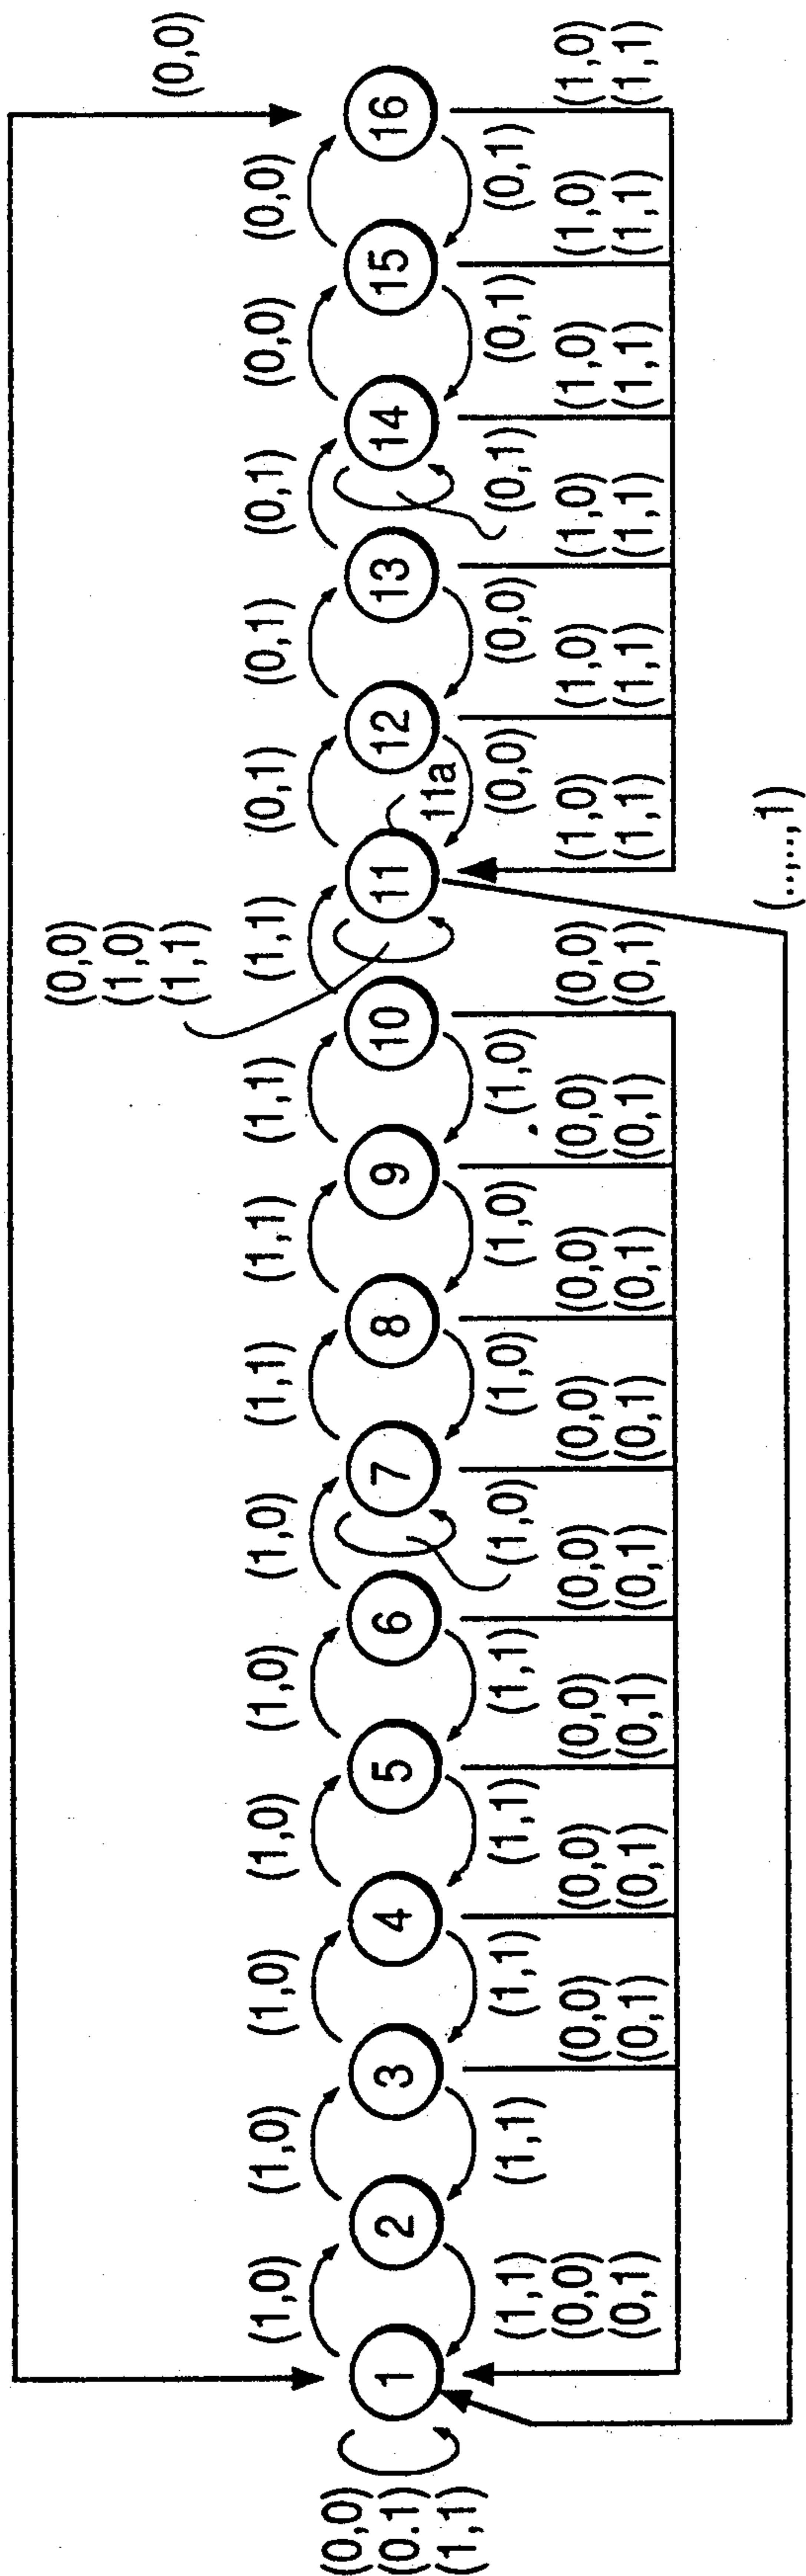 (0,0)
(1,0)
(1,1)
(0,0)
(1,0) (1,0) (1,0) (1,0) (1,0) (1,0) (1,1) (1,1) (1,1) (1,1) (0,1) (0,1) (0,1) (0,0) (0,0)
(0,0)
(0.1) 1 2 3 4 5 6 7 8 9 10 11 12 13 14 15 16
(1,1) 11a
(1,1) (1,1) (1,1) (1,1) (1,1) (1,0) (1,0) (1,0) (1,0) (0,0) (0,0) (0,1) (0,1) (0,1)
(0,0) (0,0) (0,0) (0,0) (0,0) (0,0) (0,0) (0,0) (0,0) (1,0) (1,0) (1,0) (1,0) (1,0) (1,0)
(0,1) (0,1) (0,1) (0,1) (0,1) (0,1) (0,1) (0,1) (0,1) (1,1) (1,1) (1,1) (1,1) (1,1) (1,1)
(..,..,1)